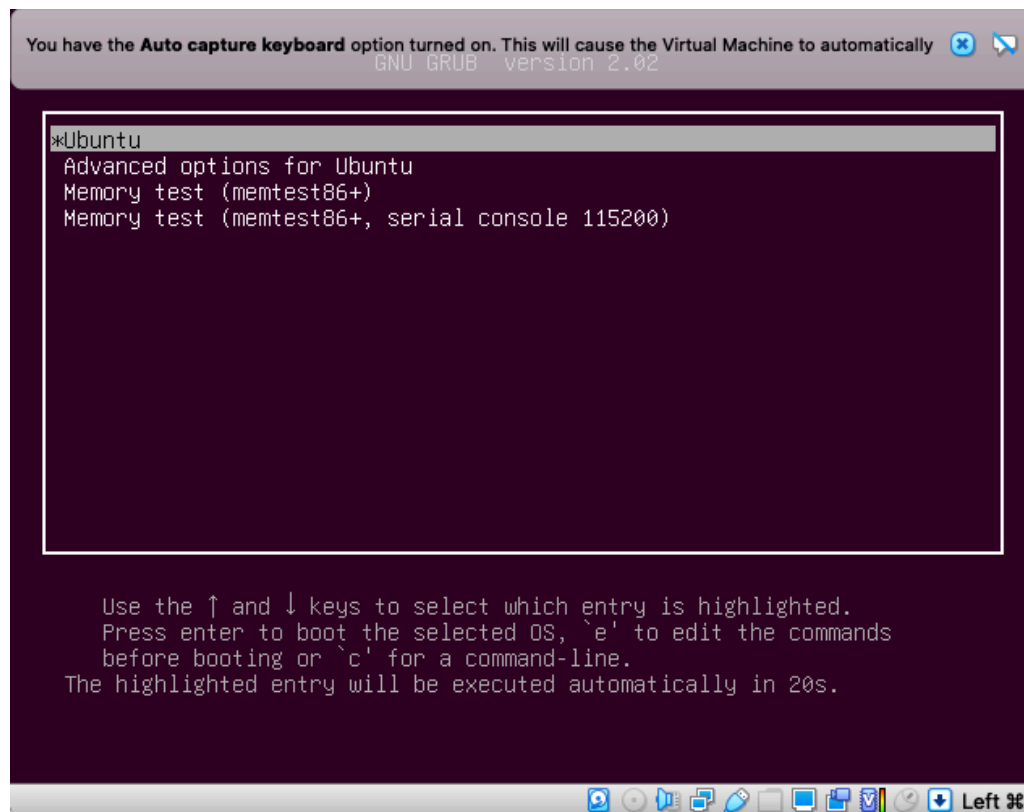 You have the Auto capture keyboard option turned on. This will cause the Virtual Machine to automatically
GNU GRUB version 2.02
*Ubuntu
Advanced options for Ubuntu
Memory test (memtest86+)
Memory test (memtest86+, serial console 115200)
Use the ↑ and ↓ keys to select which entry is highlighted.
Press enter to boot the selected OS, `e' to edit the commands
before booting or `c' for a command-line.
The highlighted entry will be executed automatically in 20s.
Left ⌘